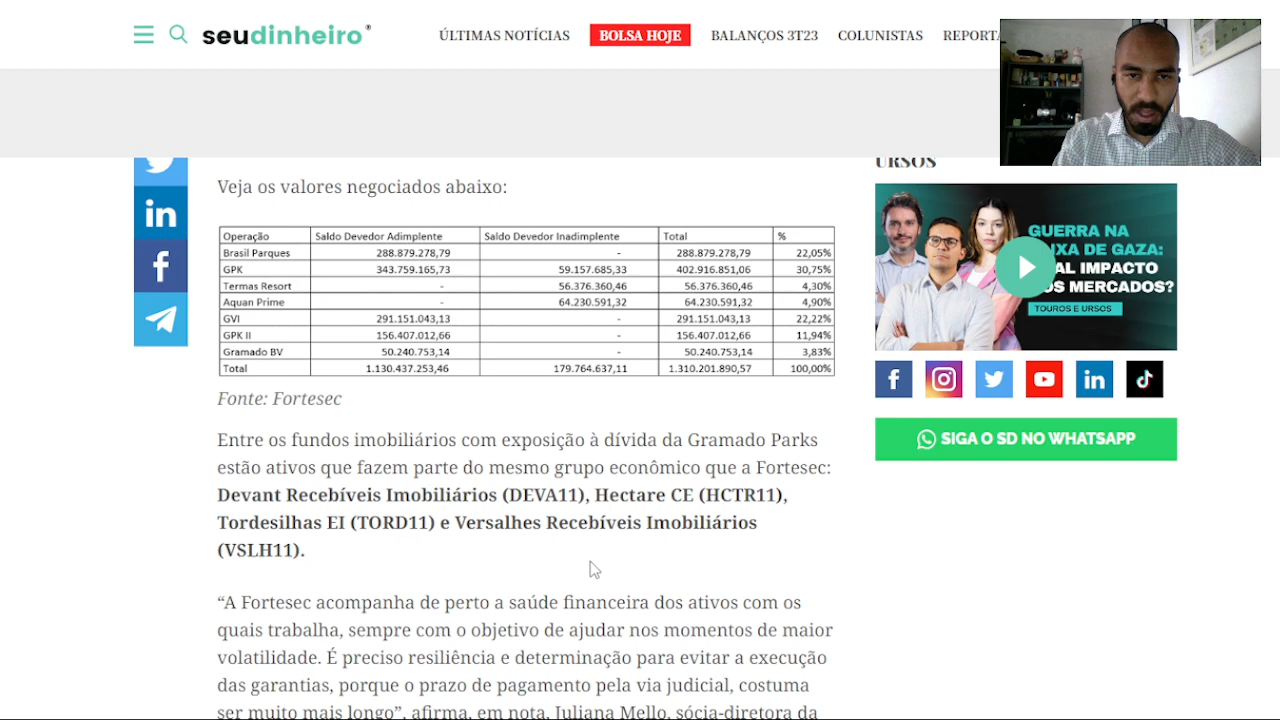 seudinheiro
ÚLTIMAS NOTÍCIAS BOLSA HOJE BALANÇOS 3T23 COLUNISTAS REPORTA
URSOS
Veja os valores negociados abaixo:
Operação Saldo Devedor Adimplente Saldo Devedor Inadimplente Total %
Brasil Parques 288.879.278,79 - 288.879.278,79 22,05%
GPK 343.759.165,73 59.157.685,33 402.916.851,06 30,75%
Termas Resort - 56.376.360,46 56.376.360,46 4,30%
Aquan Prime - 64.230.591,32 64.230.591,32 4,90%
GVI 291.151.043,13 - 291.151.043,13 22,22%
GPK II 156.407.012,66 - 156.407.012,66 11,94%
Gramado BV 50.240.753,14 - 50.240.753,14 3,83%
Total 1.130.437.253,46 179.764.637,11 1.310.201.890,57 100,00%
Fonte: Fortesec
Entre os fundos imobiliários com exposição à dívida da Gramado Parks
estão ativos que fazem parte do mesmo grupo econômico que a Fortesec:
Devant Recebíveis Imobiliários (DEVA11), Hectare CE (HCTR11),
Tordesilhas EI (TORD11) e Versalhes Recebíveis Imobiliários
(VSLH11).
“A Fortesec acompanha de perto a saúde financeira dos ativos com os
quais trabalha, sempre com o objetivo de ajudar nos momentos de maior
volatilidade. É preciso resiliência e determinação para evitar a execução
das garantias, porque o prazo de pagamento pela via judicial, costuma
ser muito mais longo”, afirma, em nota, Juliana Mello, sócia-diretora da
GUERRA NA
IXA DE GAZA:
AL IMPACTO
OS MERCADOS?
TOUROS E URSOS
SIGA O SD NO WHATSAPP